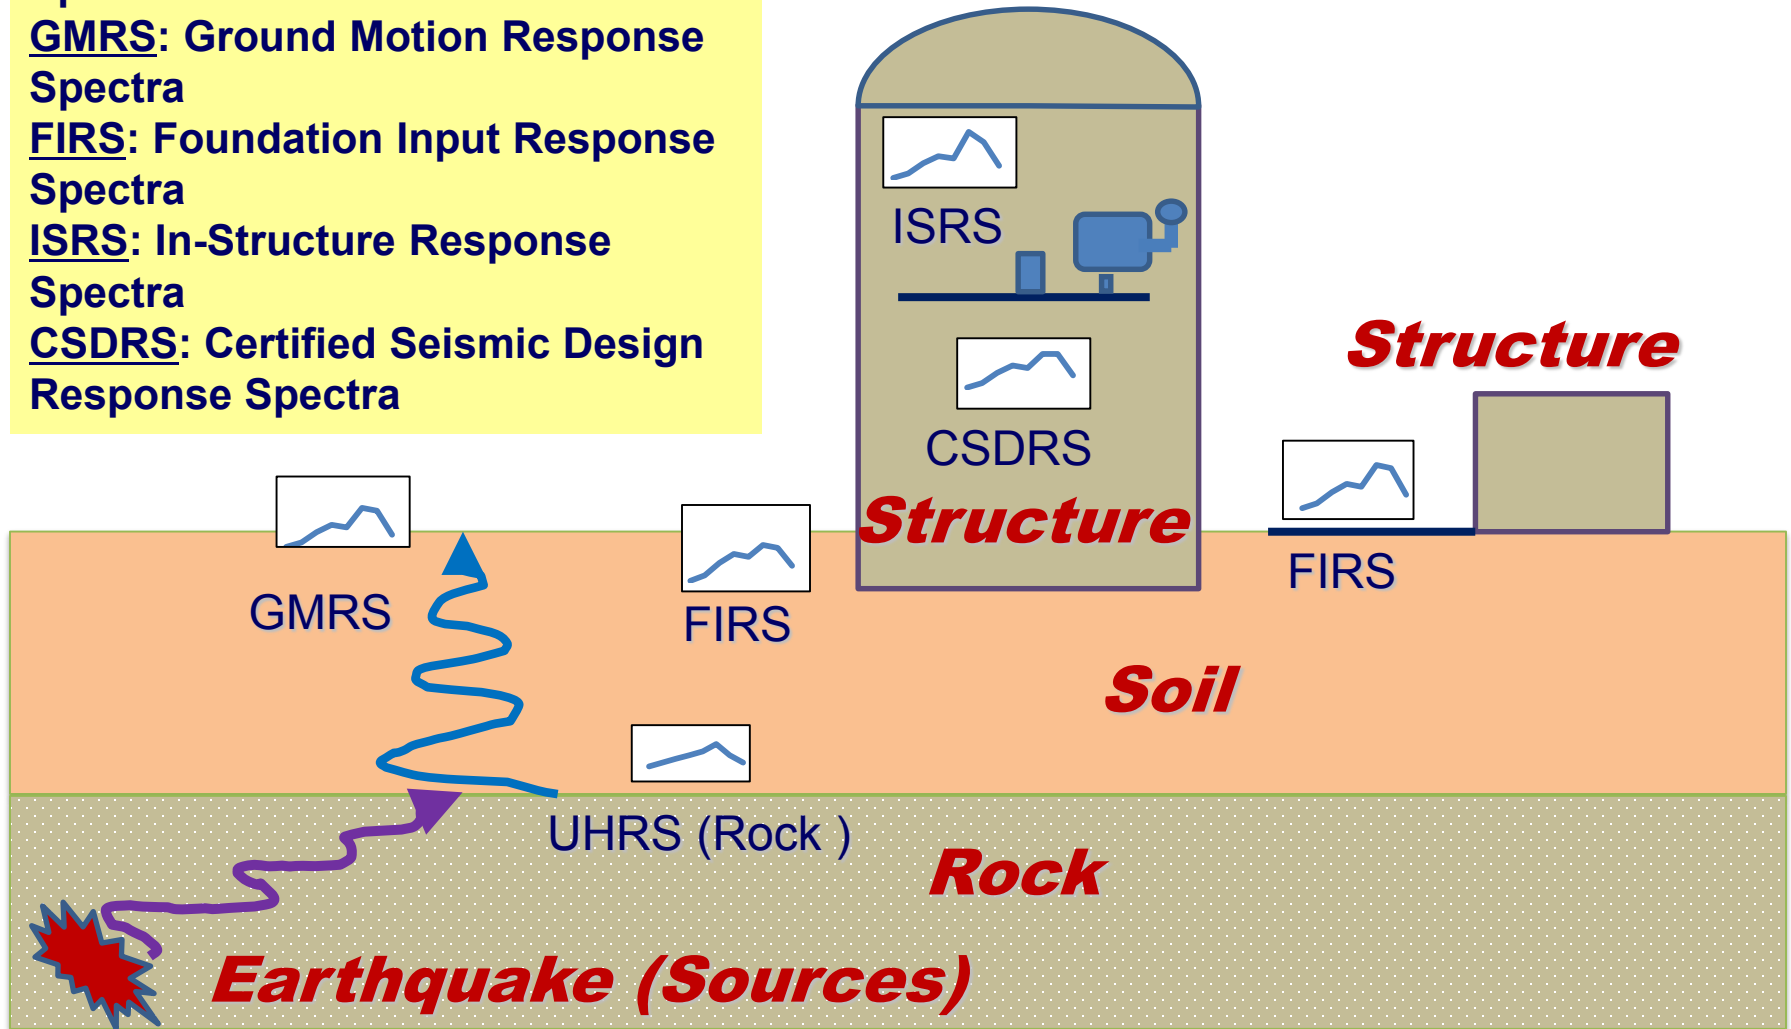 GMRS: Ground Motion Response
Spectra
FIRS: Foundation Input Response
Spectra
ISRS: In-Structure Response
Spectra
CSDRS: Certified Seismic Design
Response Spectra
ISRS
Structure
CSDRS
Structure
FIRS
GMRS
FIRS
Soil
UHRS (Rock )
Rock
Earthquake (Sources)